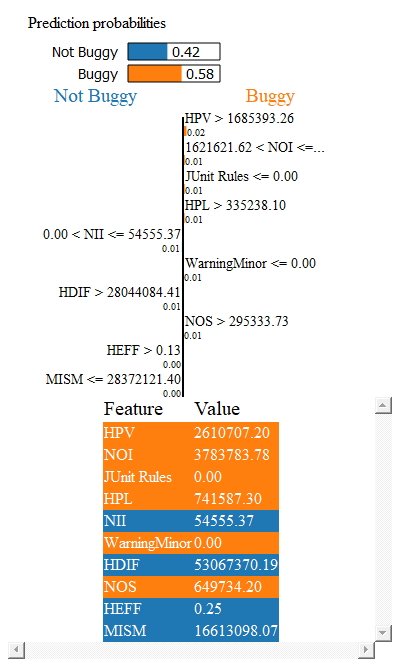 Prediction probabilities
Not Buggy 0.42
Buggy 0.58
Not Buggy Buggy
HPV > 1685393.26
0.02
1621621.62 < NOI <=...
0.01
JUnit Rules <= 0.00
0.01
HPL > 335238.10
0.01
0.00 < NII <= 54555.37
0.01
WarningMinor <= 0.00
0.01
HDIF > 28044084.41
0.01
NOS > 295333.73
0.01
HEFF > 0.13
0.00
MISM <= 28372121.40
0.00
Feature Value
HPV 2610707.20
NOI 3783783.78
JUnit Rules 0.00
HPL 741587.30
NII 54555.37
WarningMinor 0.00
HDIF 53067370.19
NOS 649734.20
HEFF 0.25
MISM 16613098.07